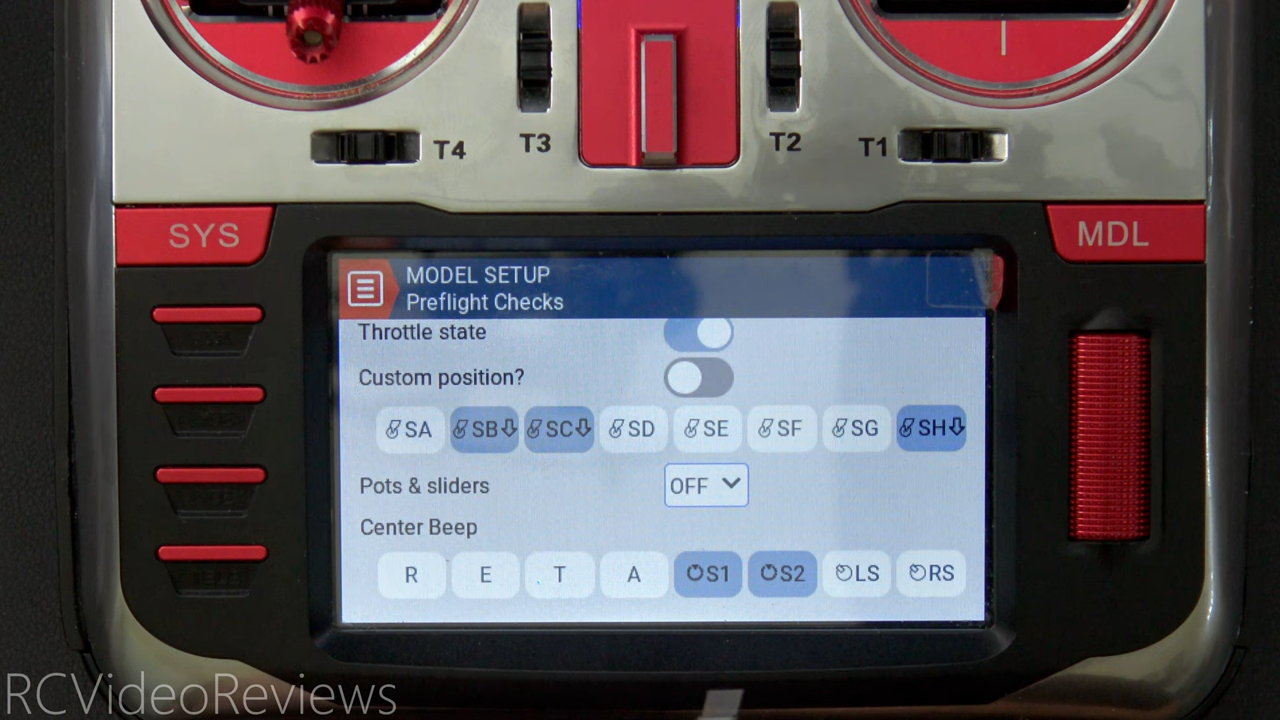 T4
T3
T2
T1
SYS
MDL
MODEL SETUP
Preflight Checks
Throttle state
Custom position?
SA SB SC SD SE SF SG SH
Pots & sliders OFF
Center Beep
R E T A S1 S2 LS RS
TELE
RCVideoReviews